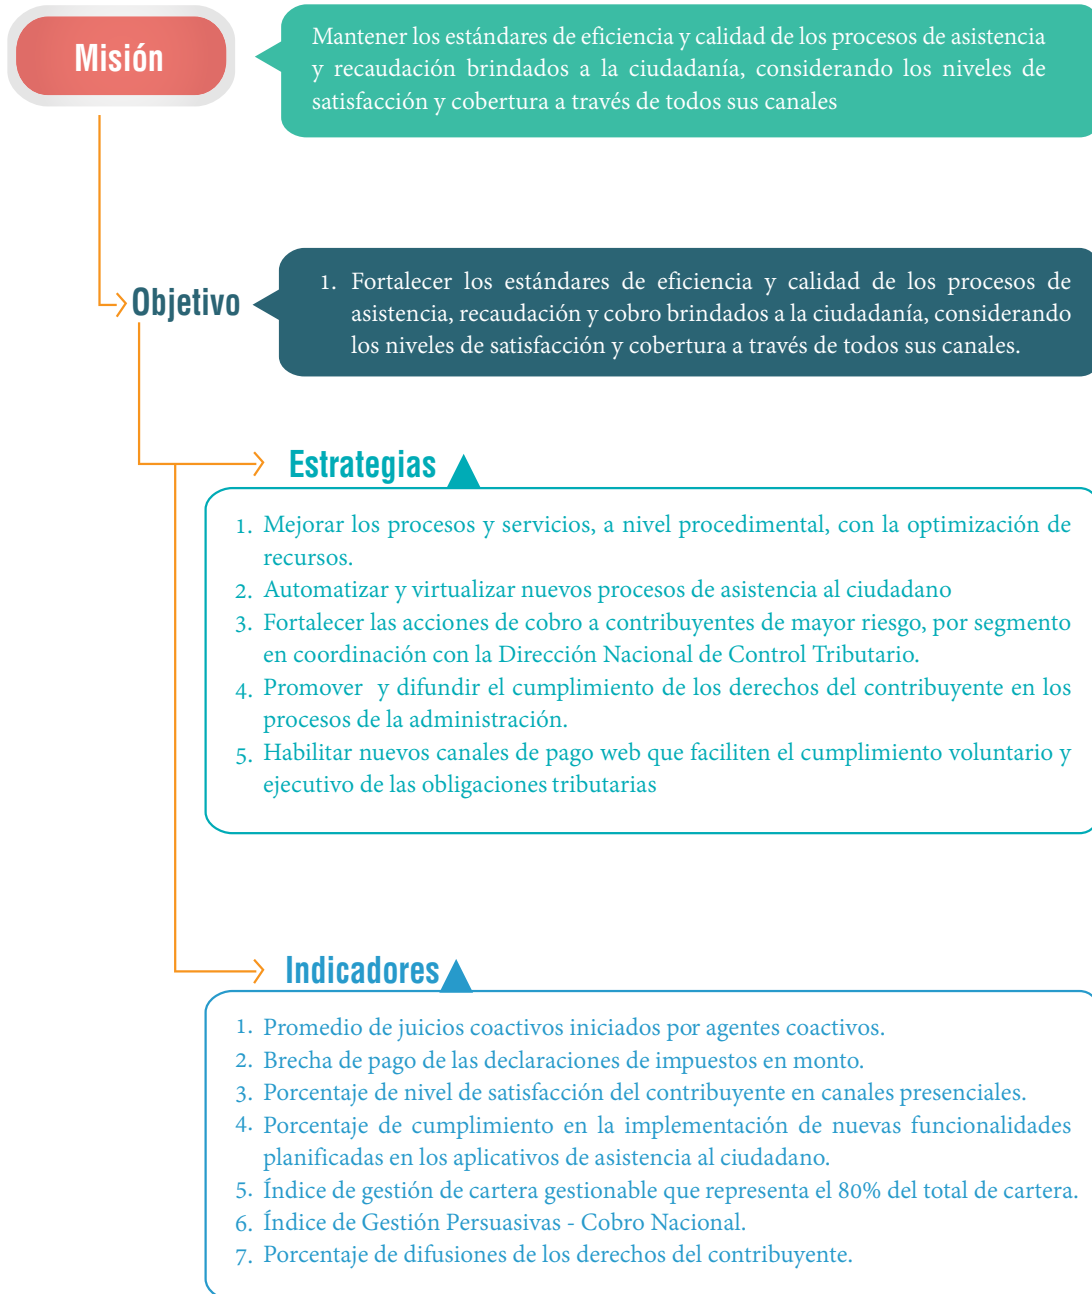 Misión
Mantener los estándares de eficiencia y calidad de los procesos de asistencia
y recaudación brindados a la ciudadanía, considerando los niveles de
satisfacción y cobertura a través de todos sus canales
Objetivo
1. Fortalecer los estándares de eficiencia y calidad de los procesos de
asistencia, recaudación y cobro brindados a la ciudadanía, considerando
los niveles de satisfacción y cobertura a través de todos sus canales.
Estrategias
1. Mejorar los procesos y servicios, a nivel procedimental, con la optimización de
recursos.
2. Automatizar y virtualizar nuevos procesos de asistencia al ciudadano
3. Fortalecer las acciones de cobro a contribuyentes de mayor riesgo, por segmento
en coordinación con la Dirección Nacional de Control Tributario.
4. Promover y difundir el cumplimiento de los derechos del contribuyente en los
procesos de la administración.
5. Habilitar nuevos canales de pago web que faciliten el cumplimiento voluntario y
ejecutivo de las obligaciones tributarias
Indicadores
1. Promedio de juicios coactivos iniciados por agentes coactivos.
2. Brecha de pago de las declaraciones de impuestos en monto.
3. Porcentaje de nivel de satisfacción del contribuyente en canales presenciales.
4. Porcentaje de cumplimiento en la implementación de nuevas funcionalidades
planificadas en los aplicativos de asistencia al ciudadano.
5. Índice de gestión de cartera gestionable que representa el 80% del total de cartera.
6. Índice de Gestión Persuasivas - Cobro Nacional.
7. Porcentaje de difusiones de los derechos del contribuyente.